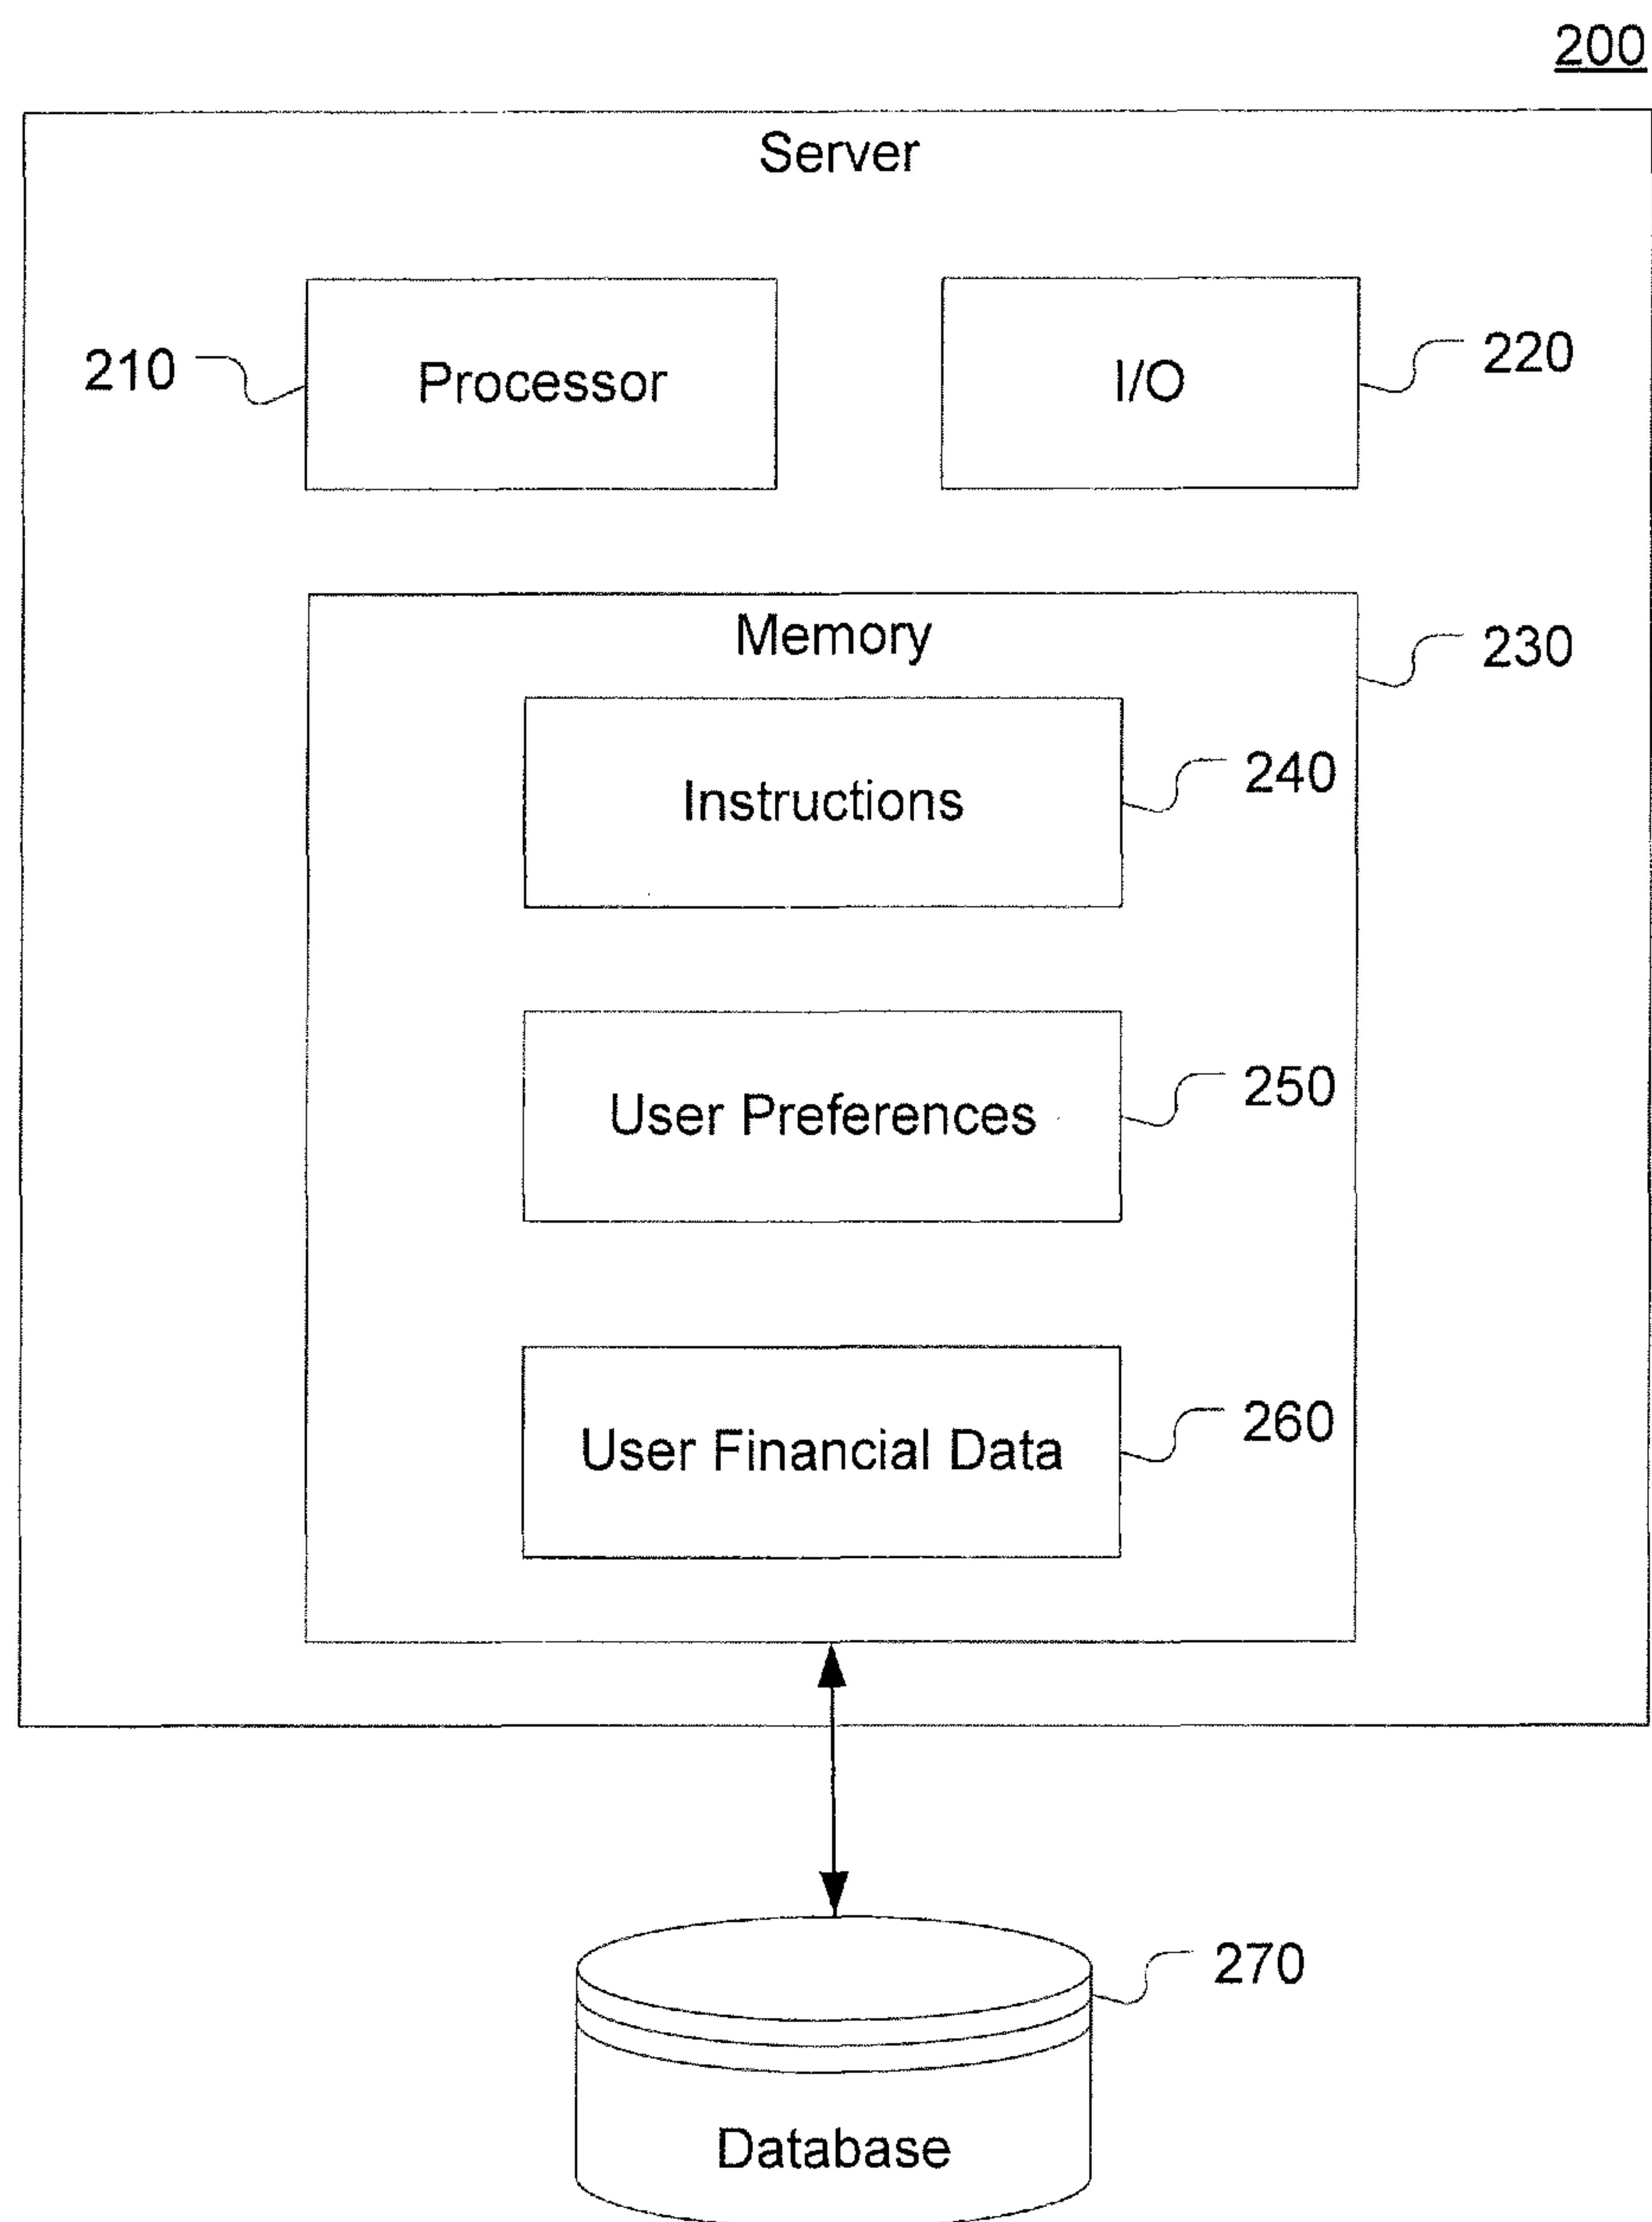 200
Server
210
Processor
I/O
220
Memory
230
Instructions
240
User Preferences
250
User Financial Data
260
270
Database